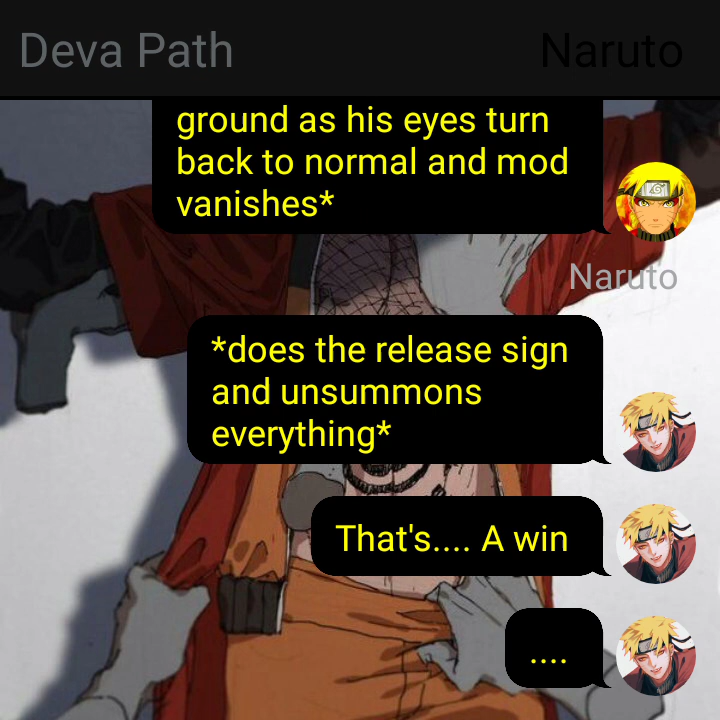 Deva Path
Naruto
ground as his eyes turn
back to normal and mod
vanishes*
Naruto
*does the release sign
and unsummons
everything*
That's.... A win
....